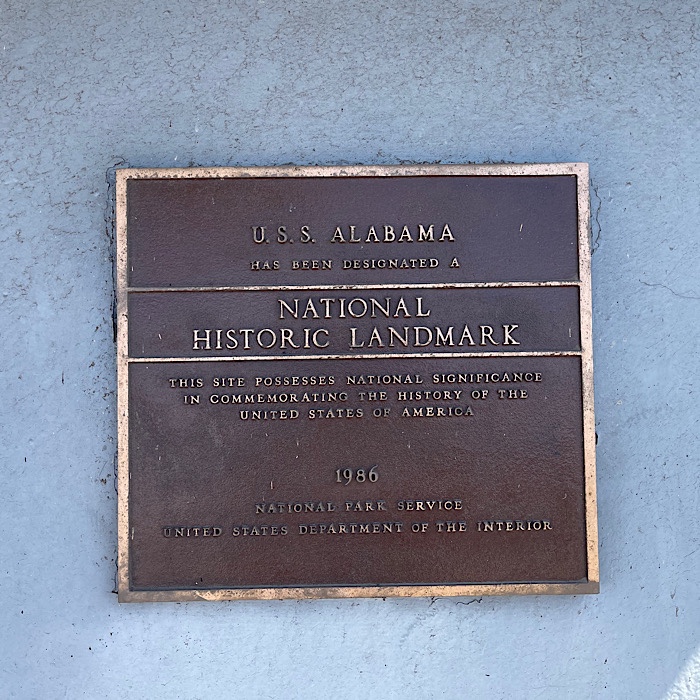 U.S.S. ALABAMA
HAS BEEN DESIGNATED A
NATIONAL
HISTORIC LANDMARK
THIS SITE POSSESSES NATIONAL SIGNIFICANCE
IN COMMEMORATING THE HISTORY OF THE
UNITED STATES OF AMERICA
1986
NATIONAL PARK SERVICE
UNITED STATES DEPARTMENT OF THE INTERIOR